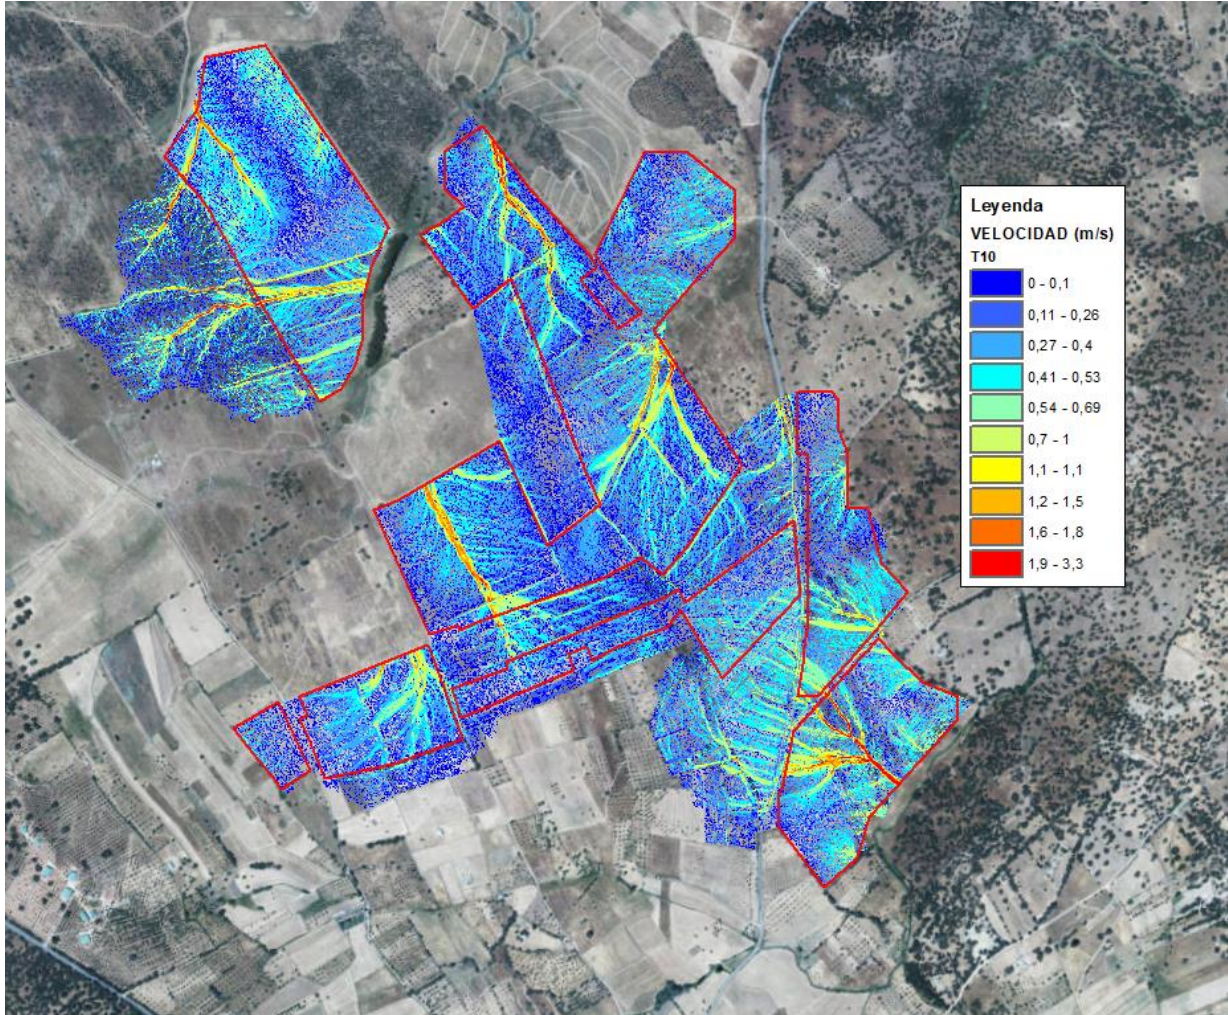 Leyenda
VELOCIDAD (m/s)
T10
0 - 0,1
0,11 - 0,26
0,27 - 0,4
0,41 - 0,53
0,54 - 0,69
0,7 - 1
1,1 - 1,1
1,2 - 1,5
1,6 - 1,8
1,9 - 3,3